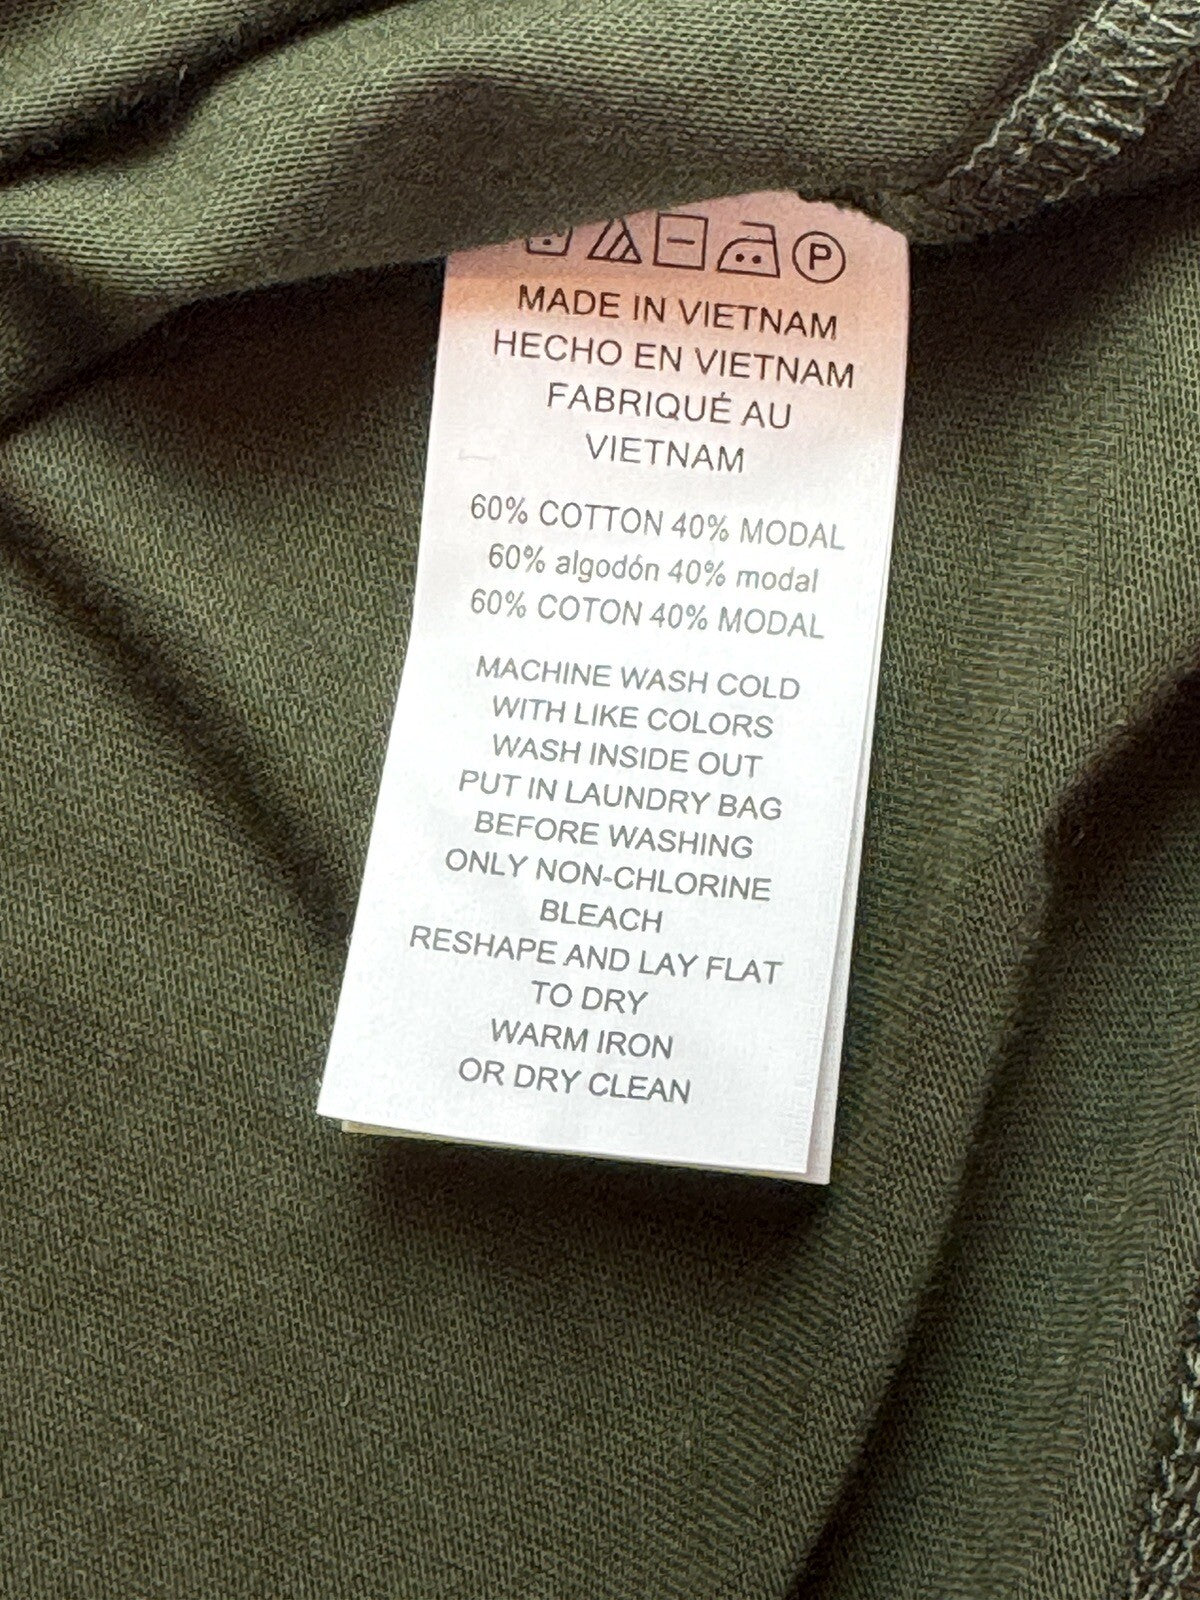 P
MADE IN VIETNAM
HECHO EN VIETNAM
FABRIQUÉ AU
VIETNAM
60% COTTON 40% MODAL
60% algodón 40% modal
60% COTON 40% MODAL
MACHINE WASH COLD
WITH LIKE COLORS
WASH INSIDE OUT
PUT IN LAUNDRY BAG
BEFORE WASHING
ONLY NON-CHLORINE
BLEACH
RESHAPE AND LAY FLAT
TO DRY
WARM IRON
OR DRY CLEAN